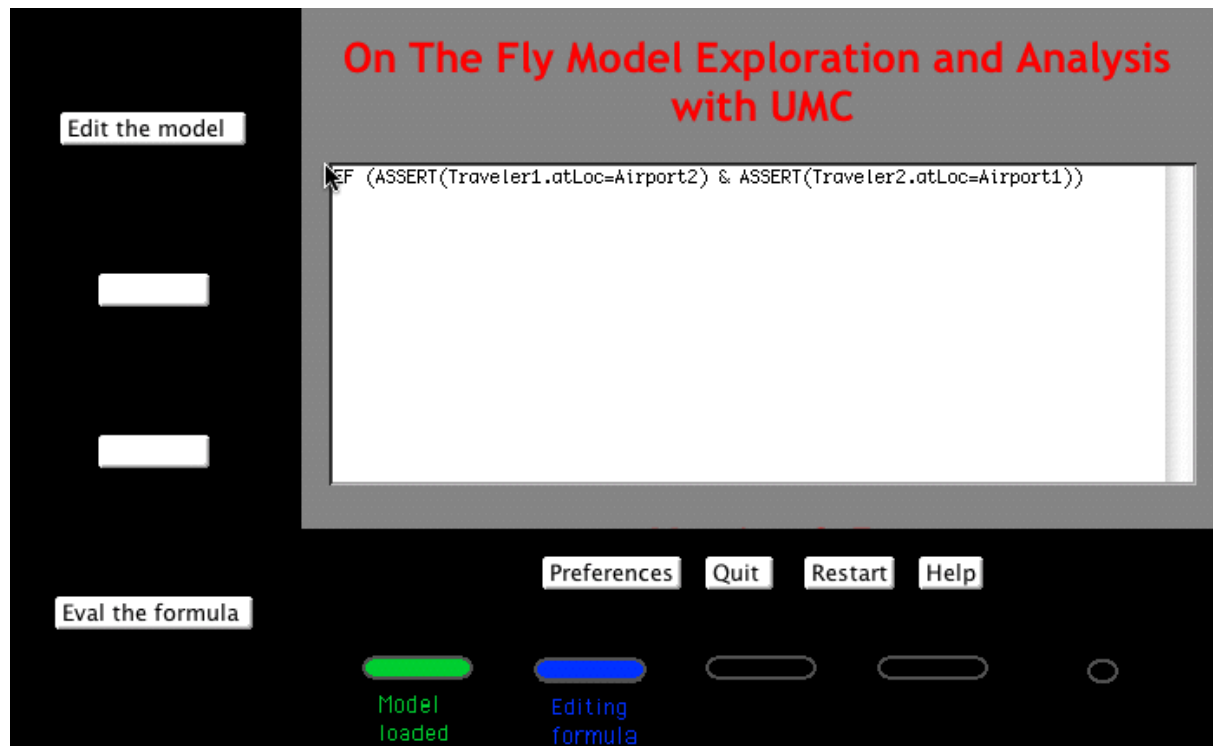 On The Fly Model Exploration and Analysis
with UMC
Edit the model
EF (ASSERT(Traveler1.atLoc=Airport2) & ASSERT(Traveler2.atLoc=Airport1))
Preferences Quit Restart Help
Eval the formula
Model Editing
loaded formula